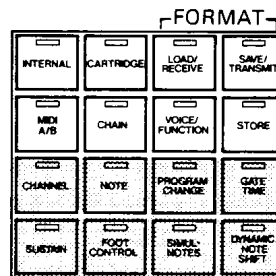 FORMAT
INTERNAL
CARTRIDGE
LOAD/
RECEIVE
SAVE/
TRANSMIT
MIDI
A/B
CHAIN
VOICE/
FUNCTION
STORE
CHANNEL
NOTE
PROGRAM
CHANGE
GATE
TIME
SUSTAIN
FOOT
CONTROL
SIMUL-
NOTES
DYNAMIC
NOTE
SHIFT